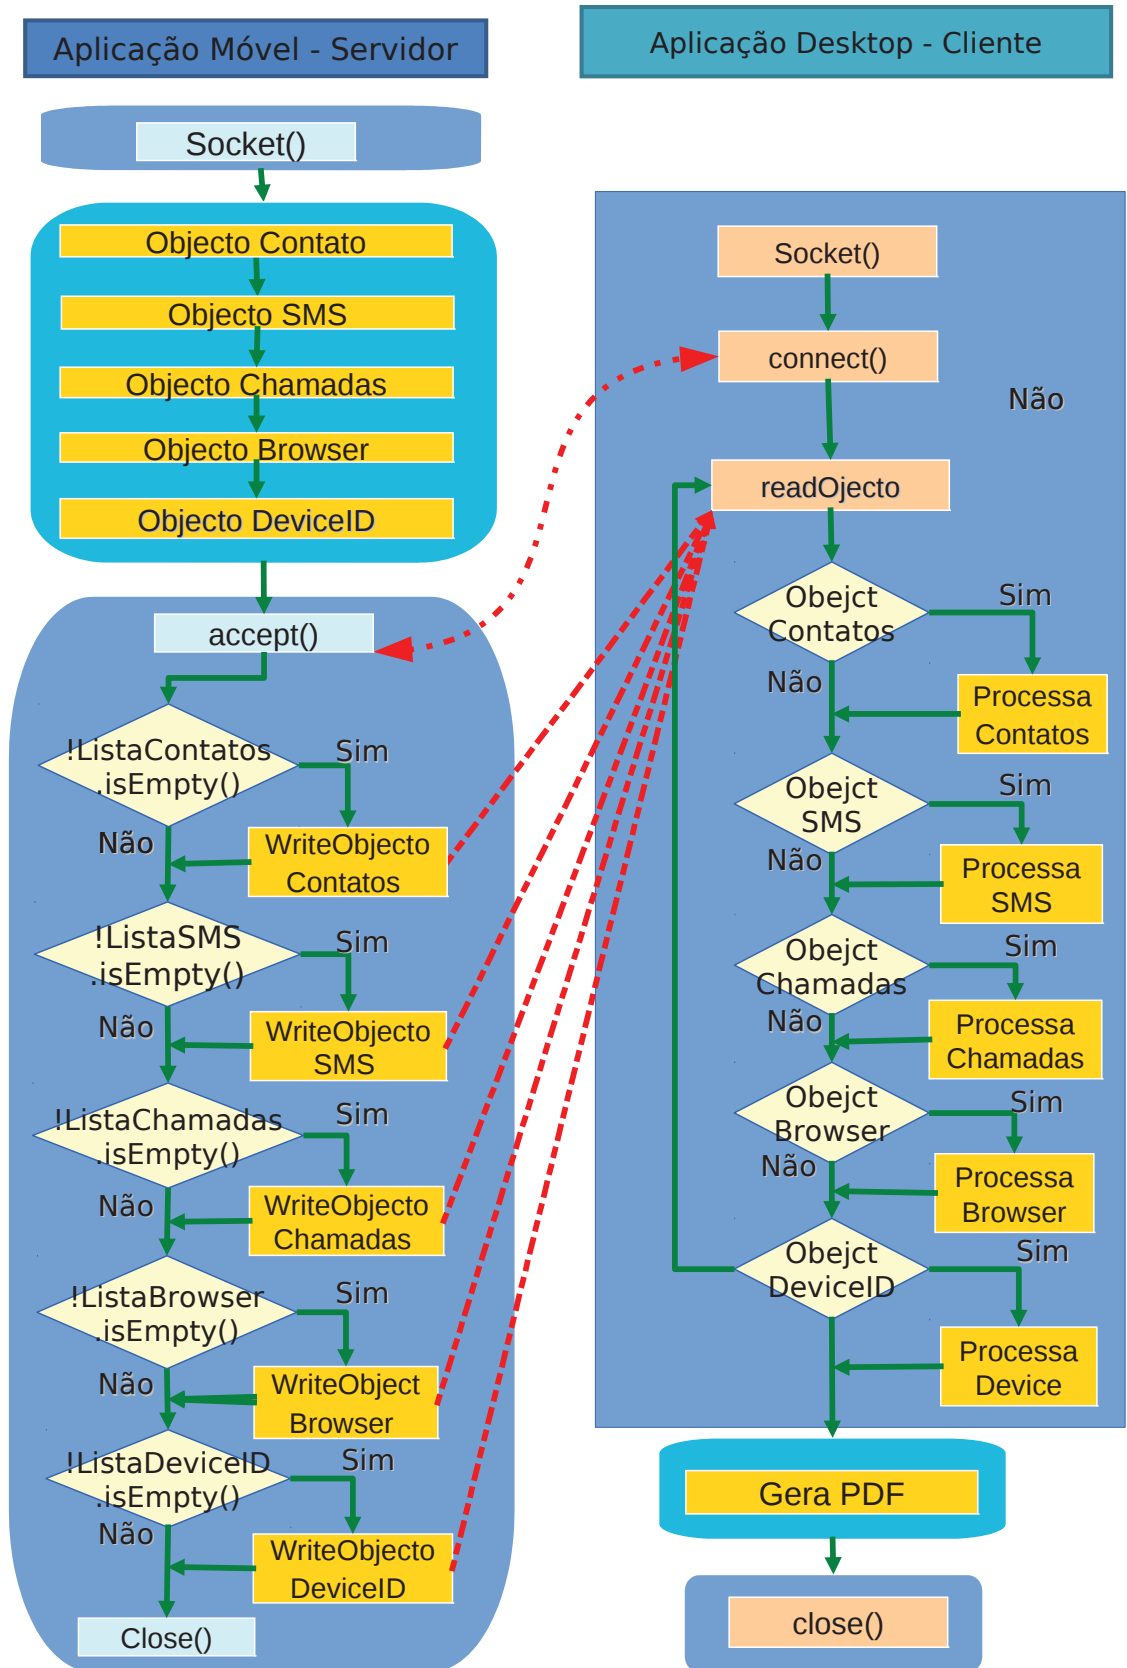 Aplicação Móvel - Servidor
Socket()
Objecto Contato
Objecto SMS
Objecto Chamadas
Objecto Browser
Objecto DeviceID
accept()
!ListaContatos
.isEmpty()
Sim
Não
WriteObjecto
Contatos
!ListaSMS
.isEmpty()
Sim
Não
WriteObjecto
SMS
!ListaChamadas
.isEmpty()
Sim
Não
WriteObjecto
Chamadas
!ListaBrowser
.isEmpty()
Sim
Não
WriteObject
Browser
!ListaDeviceID
.isEmpty()
Sim
Não
WriteObjecto
DeviceID
Close()
Aplicação Desktop - Cliente
Socket()
connect()
Não
readOjecto
Obejct
Contatos
Sim
Não
Processa
Contatos
Obejct
SMS
Sim
Não
Processa
SMS
Obejct
Chamadas
Sim
Não
Processa
Chamadas
Obejct
Browser
Sim
Não
Processa
Browser
Obejct
DeviceID
Sim
Processa
Device
Gera PDF
close()